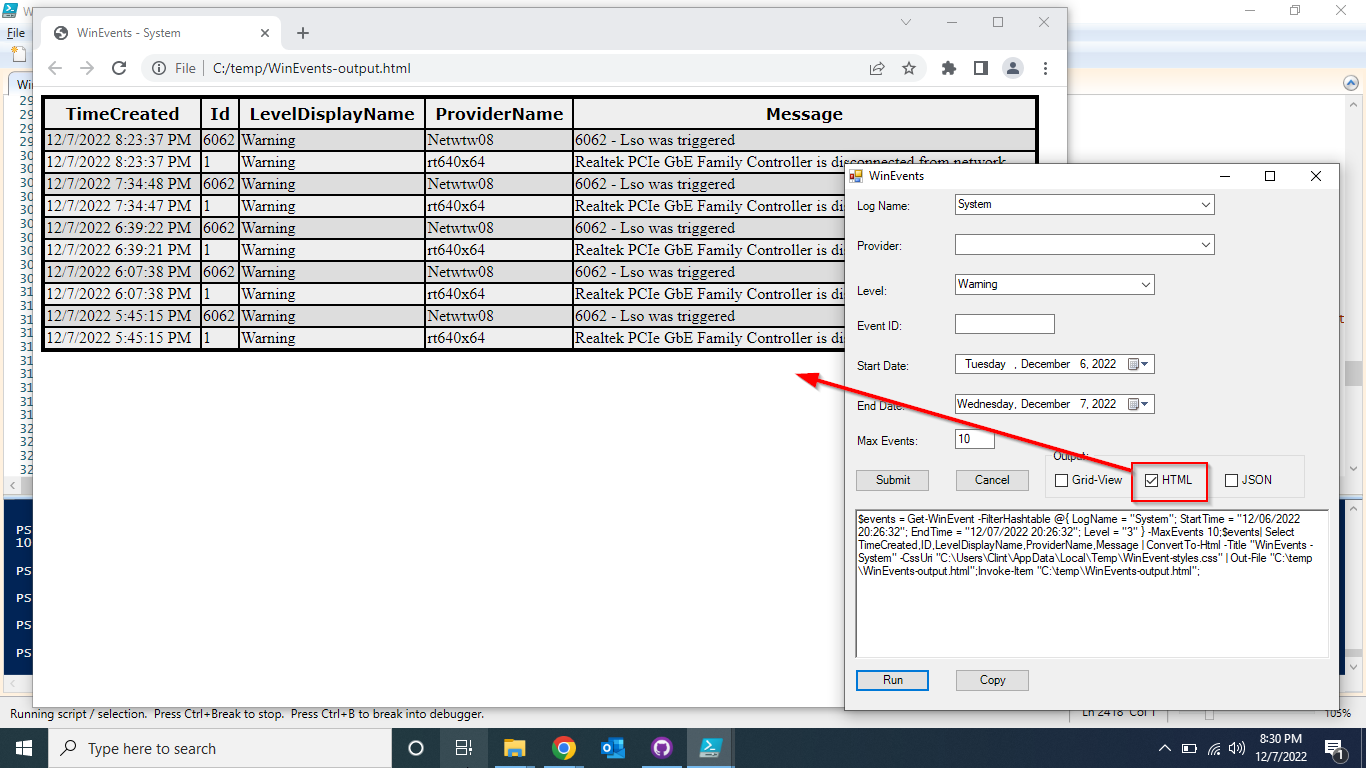 W
File
WinEvents - System
File
C:/temp/WinEvents-output.html
TimeCreated Id LevelDisplayName ProviderName Message
12/7/2022 8:23:37 PM 6062 Warning Netwtw08 6062 - Lso was triggered
12/7/2022 8:23:37 PM 1 Warning rt640x64 Realtek PCIe GbE Family Controller is disconnected from network.
12/7/2022 7:34:48 PM 6062 Warning Netwtw08 6062 - Lso was triggered
12/7/2022 7:34:47 PM 1 Warning rt640x64 Realtek PCIe GbE Family Controller is
12/7/2022 6:39:22 PM 6062 Warning Netwtw08 6062 - Lso was triggered
12/7/2022 6:39:21 PM 1 Warning rt640x64 Realtek PCIe GbE Family Controller is
12/7/2022 6:07:38 PM 6062 Warning Netwtw08 6062 - Lso was triggered
12/7/2022 6:07:38 PM 1 Warning rt640x64 Realtek PCIe GbE Family Controller is
12/7/2022 5:45:15 PM 6062 Warning Netwtw08 6062 - Lso was triggered
12/7/2022 5:45:15 PM 1 Warning rt640x64 Realtek PCIe GbE Family Controller is
WinEvents
Log Name: System
Provider:
Level: Warning
Event ID:
Start Date: Tuesday , December 6, 2022
End Date: Wednesday, December 7, 2022
Max Events: 10
Output:
Submit Cancel Grid-View HTML JSON
$events = Get-WinEvent -FilterHashtable @{ LogName = "System"; StartTime = "12/06/2022
20:26:32"; EndTime = "12/07/2022 20:26:32"; Level = "3" } -MaxEvents 10;$events| Select
TimeCreated,ID,LevelDisplayName,ProviderName,Message | ConvertTo-Html -Title "WinEvents -
System" -CssUri "C:\Users\Clint\AppData\Local\Temp\WinEvent-styles.css" | Out-File "C:\temp
\WinEvents-output.html";Invoke-Item "C:\temp\WinEvents-output.html";
Run Copy
PS
10
PS
PS
PS
PS
Running script / selection. Press Ctrl+Break to stop. Press Ctrl+B to break into debugger.
Ln 2418 Col 1
105%
Type here to search
8:30 PM
12/7/2022
1